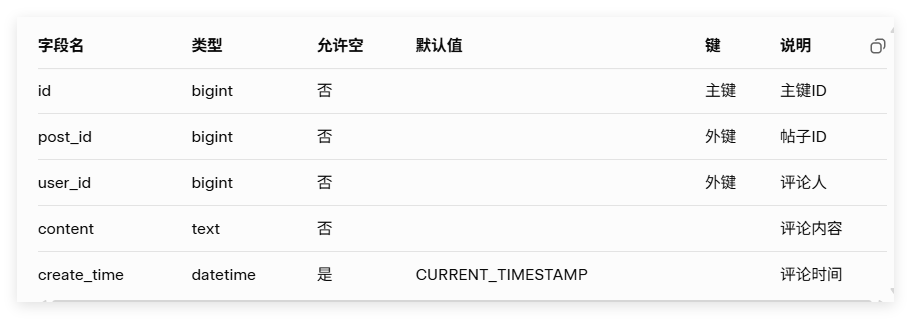 字段名 类型 允许空 默认值 键 说明
id bigint 否 主键 主键ID
post_id bigint 否 外键 帖子ID
user_id bigint 否 外键 评论人
content text 否 评论内容
create_time datetime 是 CURRENT_TIMESTAMP 评论时间